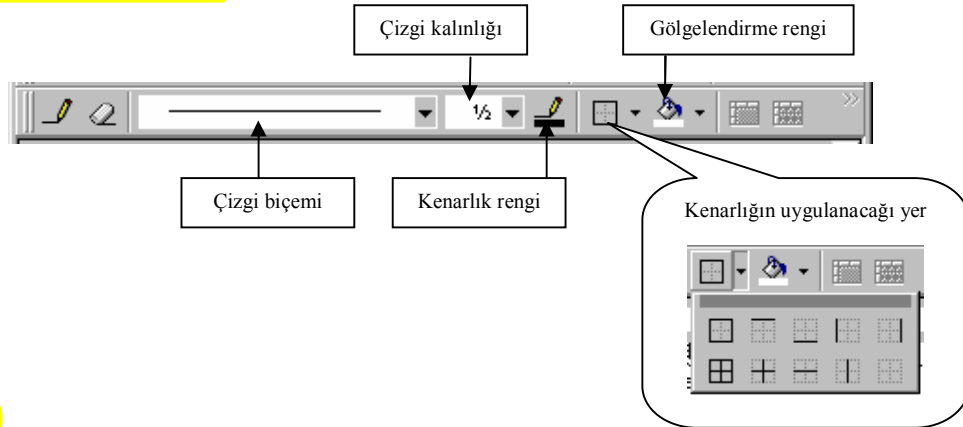 Çizgi kalınlığı
Gölgelendirme rengi
½
Çizgi biçemi
Kenarlık rengi
Kenarlığın uygulanacağı yer